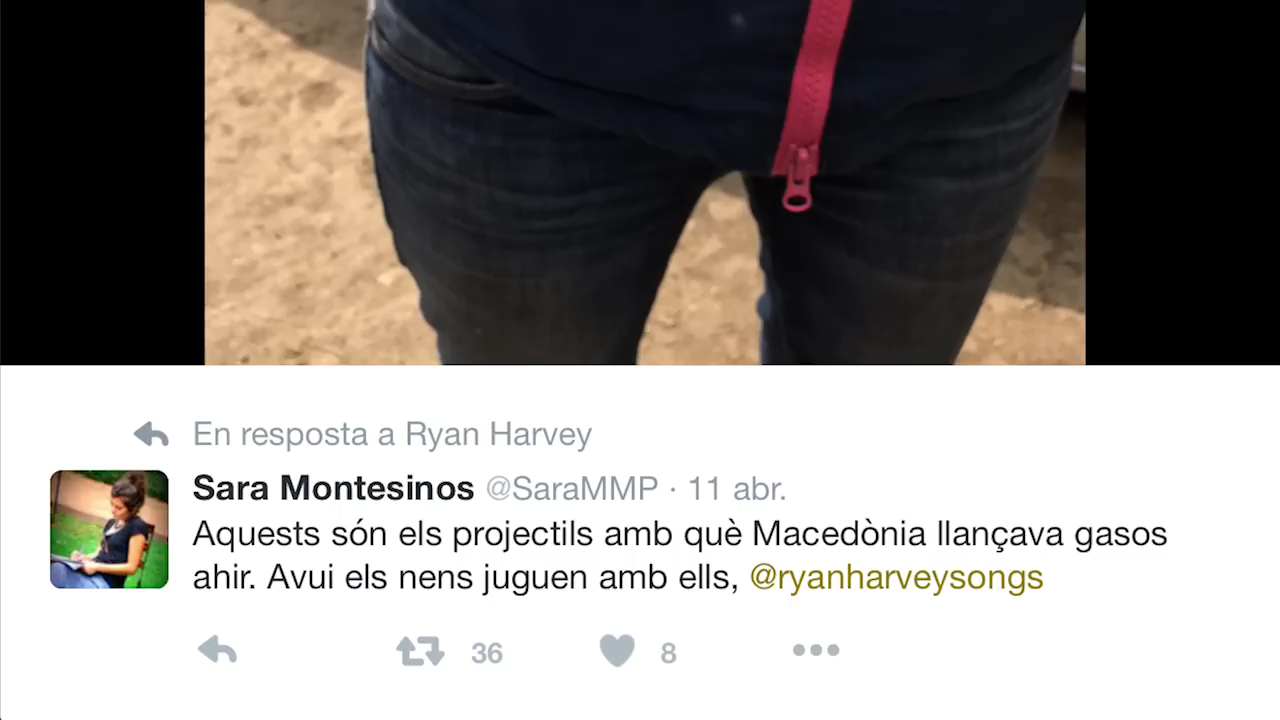 En resposta a Ryan Harvey
Sara Montesinos @SaraMMP · 11 abr.
Aquests són els projectils amb què Macedònia llançava gasos
ahir. Avui els nens juguen amb ells, @ryanharveysongs
36 8